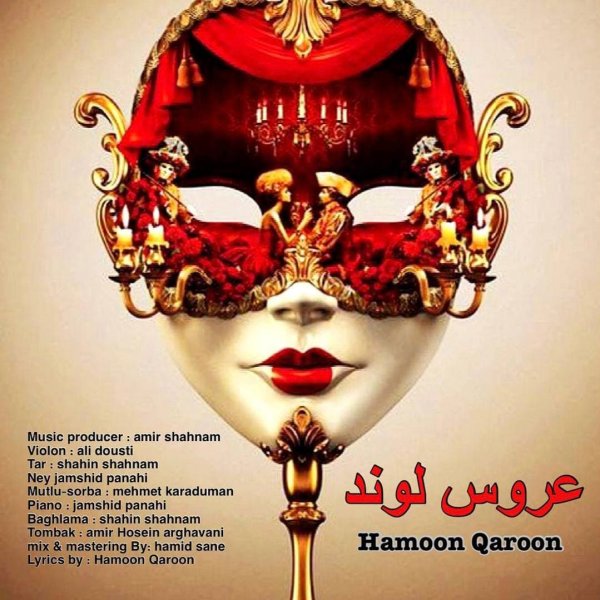 Music producer : amir shahnam
Violon : ali dousti
Tar : shahin shahnam
Ney jamshid panahi
Mutlu-sorba : mehmet karaduman
Piano : jamshid panahi
Baghlama : shahin shahnam
Tombak : amir Hosein arghavani
mix & mastering By: hamid sane
Lyrics by : Hamoon Qaroon
عروس لوند
Hamoon Qaroon